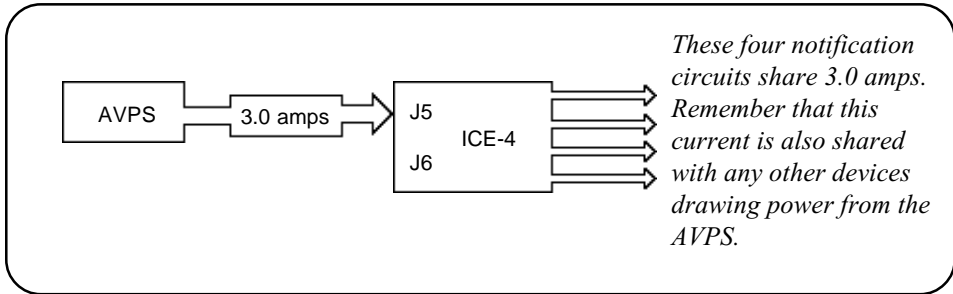 AVPS
3.0 amps
J5
J6
ICE-4
These four notification
circuits share 3.0 amps.
Remember that this
current is also shared
with any other devices
drawing power from the
AVPS.